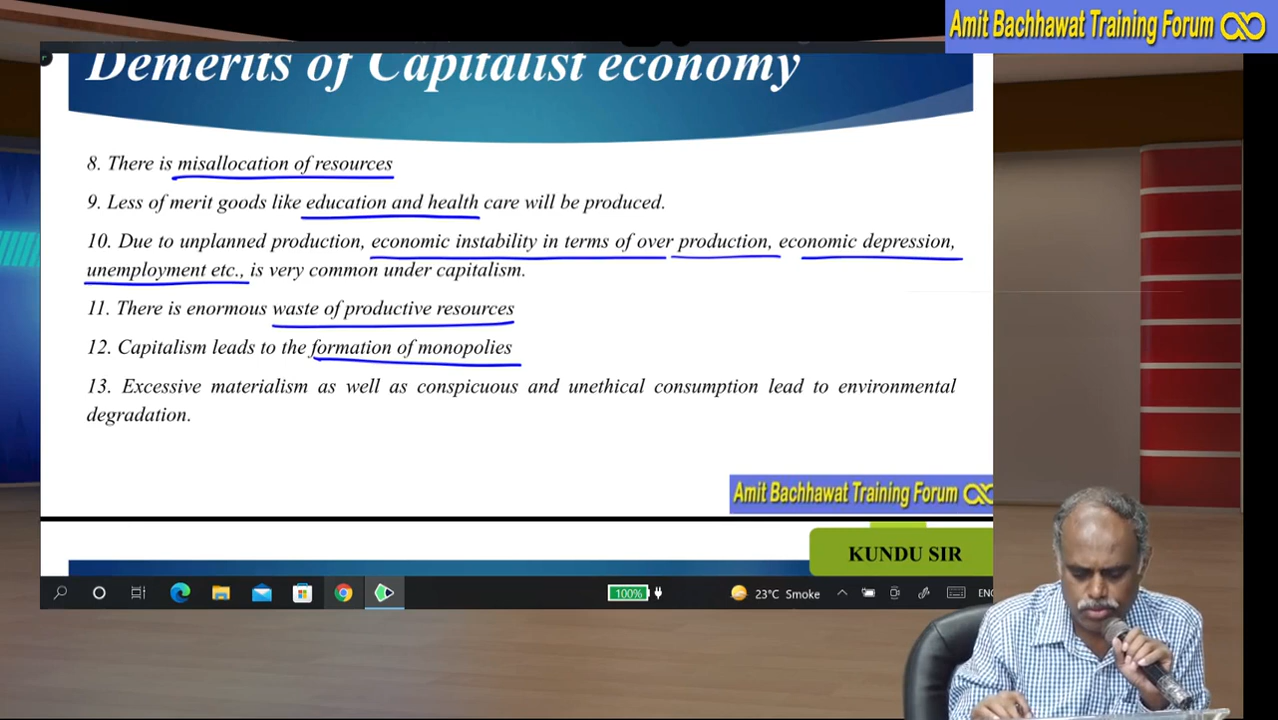 Amit Bachhawat Training Forum
Demerits of Capitalist economy
8. There is misallocation of resources
9. Less of merit goods like education and health care will be produced.
10. Due to unplanned production, economic instability in terms of over production, economic depression,
unemployment etc., is very common under capitalism.
11. There is enormous waste of productive resources
12. Capitalism leads to the formation of monopolies
13. Excessive materialism as well as conspicuous and unethical consumption lead to environmental
degradation.
Amit Bachhawat Training Forum
KUNDU SIR
100%
23°C Smoke
ENG